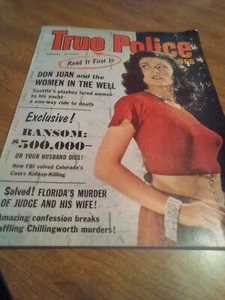 True Police
Read It First In
DON JUAN and the
WOMEN IN THE WELL
Seattle's playboy lured women
to his yacht—
a one-way ride to death
Exclusive!
RANSOM:
$500,000—
OR YOUR HUSBAND DIES!
How FBI solved Colorado's
Coors Kidnap-Killing
Solved! FLORIDA'S MURDER
OF JUDGE AND HIS WIFE!
Amazing confession breaks
affling Chillingworth murders!